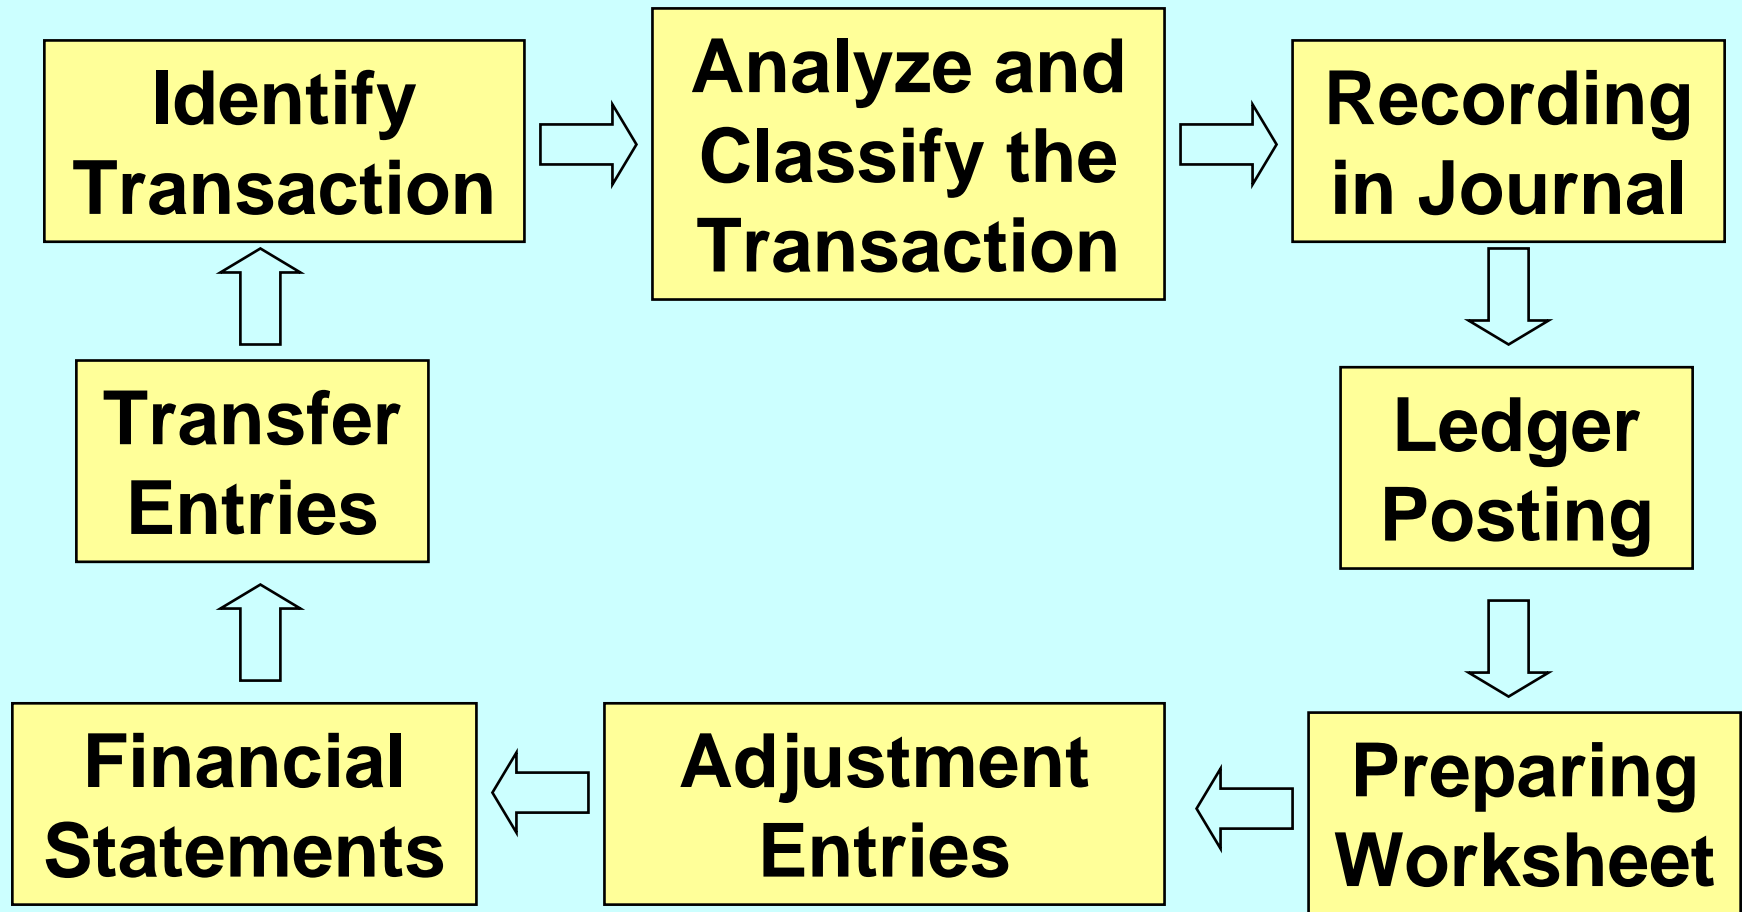 Identify
Transaction
Analyze and
Classify the
Transaction
Recording
in Journal
Ledger
Posting
Preparing
Worksheet
Adjustment
Entries
Financial
Statements
Transfer
Entries